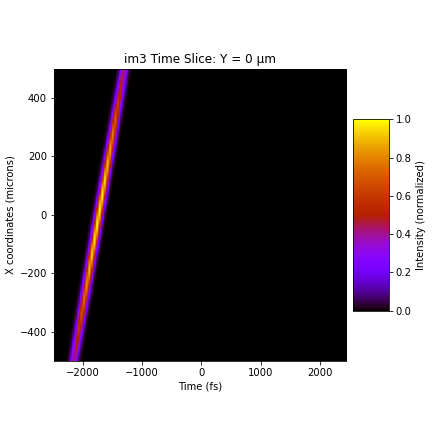 im3 Time Slice: Y = 0 μm
400
200
0
−200
−400
X coordinates (microns)
−2000 −1000 0 1000 2000
Time (fs)
1.0
0.8
0.6
0.4
0.2
0.0
Intensity (normalized)